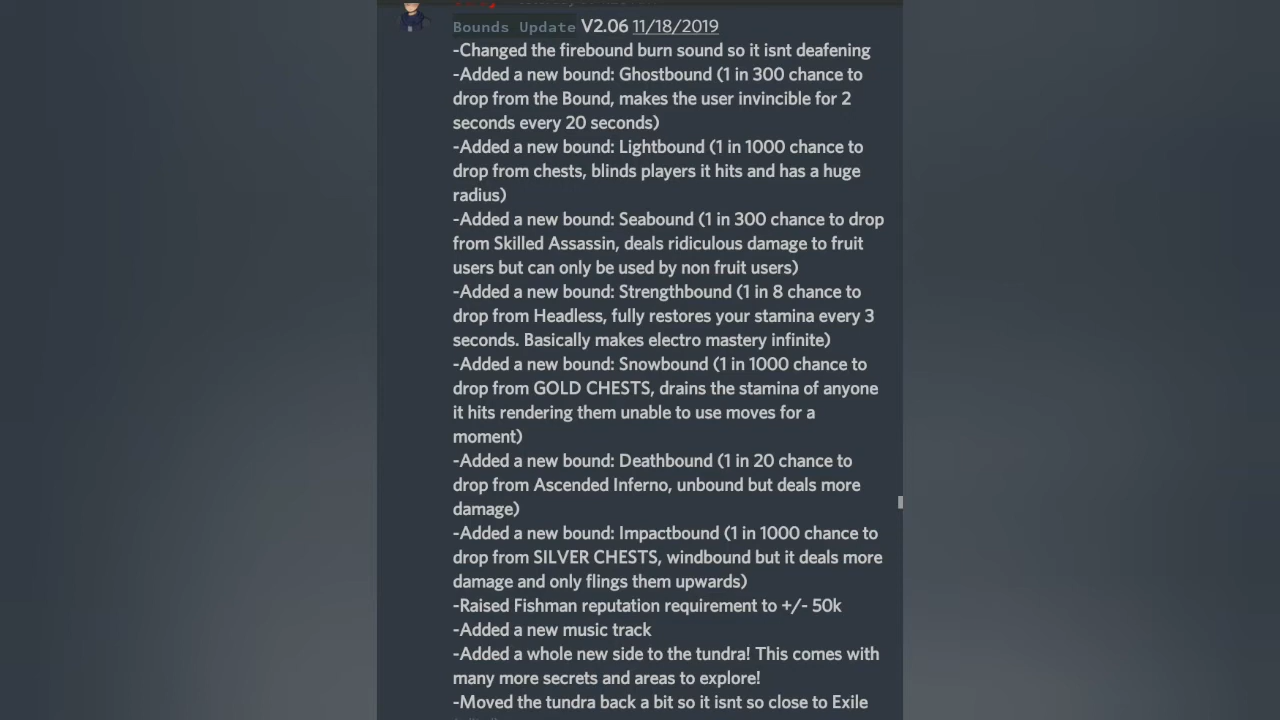 Bounds Update V2.06 11/18/2019
-Changed the firebound burn sound so it isnt deafening
-Added a new bound: Ghostbound (1 in 300 chance to
drop from the Bound, makes the user invincible for 2
seconds every 20 seconds)
-Added a new bound: Lightbound (1 in 1000 chance to
drop from chests, blinds players it hits and has a huge
radius)
-Added a new bound: Seabound (1 in 300 chance to drop
from Skilled Assassin, deals ridiculous damage to fruit
users but can only be used by non fruit users)
-Added a new bound: Strengthbound (1 in 8 chance to
drop from Headless, fully restores your stamina every 3
seconds. Basically makes electro mastery infinite)
-Added a new bound: Snowbound (1 in 1000 chance to
drop from GOLD CHESTS, drains the stamina of anyone
it hits rendering them unable to use moves for a
moment)
-Added a new bound: Deathbound (1 in 20 chance to
drop from Ascended Inferno, unbound but deals more
damage)
-Added a new bound: Impactbound (1 in 1000 chance to
drop from SILVER CHESTS, windbound but it deals more
damage and only flings them upwards)
-Raised Fishman reputation requirement to +/- 50k
-Added a new music track
-Added a whole new side to the tundra! This comes with
many more secrets and areas to explore!
-Moved the tundra back a bit so it isnt so close to Exile